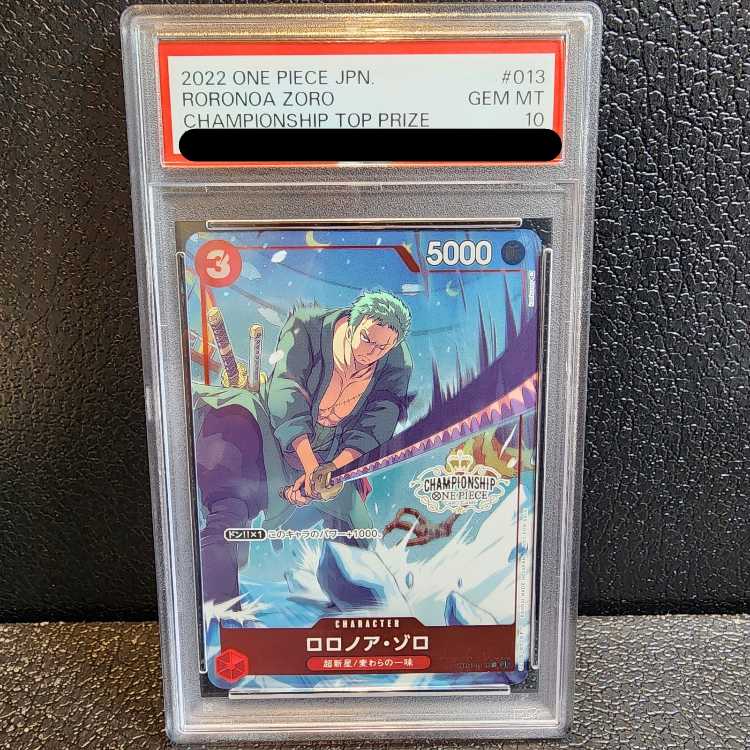 2022 ONE PIECE JPN. #013
RORONOA ZORO GEM MT
CHAMPIONSHIP TOP PRIZE 10
3
5000
CHAMPIONSHIP
ONE PIECE
ドン!!×1 このキャラのパワー+1000。
CHARACTER
ロロノア・ゾロ
超新星/麦わらの一味